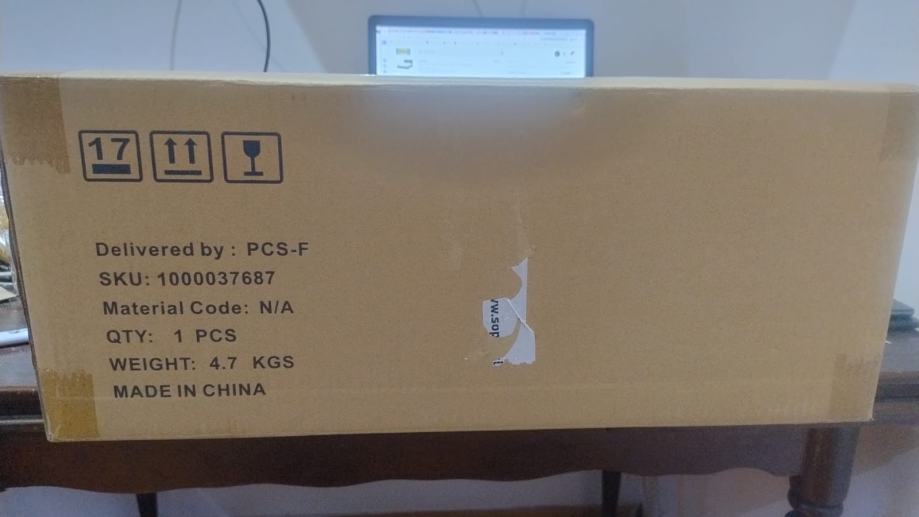 17
Delivered by : PCS-F
SKU: 1000037687
Material Code: N/A
QTY: 1 PCS
WEIGHT: 4.7 KGS
MADE IN CHINA